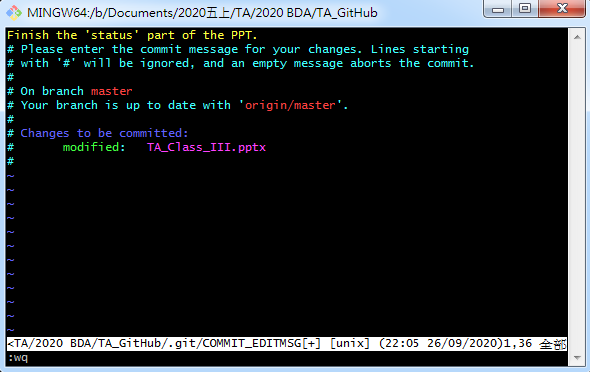 MINGW64:/b/Documents/2020五上/TA/2020 BDA/TA_GitHub
Finish the 'status' part of the PPT.
# Please enter the commit message for your changes. Lines starting
# with '#' will be ignored, and an empty message aborts the commit.
#
# On branch master
# Your branch is up to date with 'origin/master'.
#
# Changes to be committed:
#       modified:   TA_Class_III.pptx
#
~
~
~
~
~
~
~
~
~
~
~
~
<TA/2020 BDA/TA_GitHub/.git/COMMIT_EDITMSG[+] [unix] (22:05 26/09/2020)1,36 全部
:wq